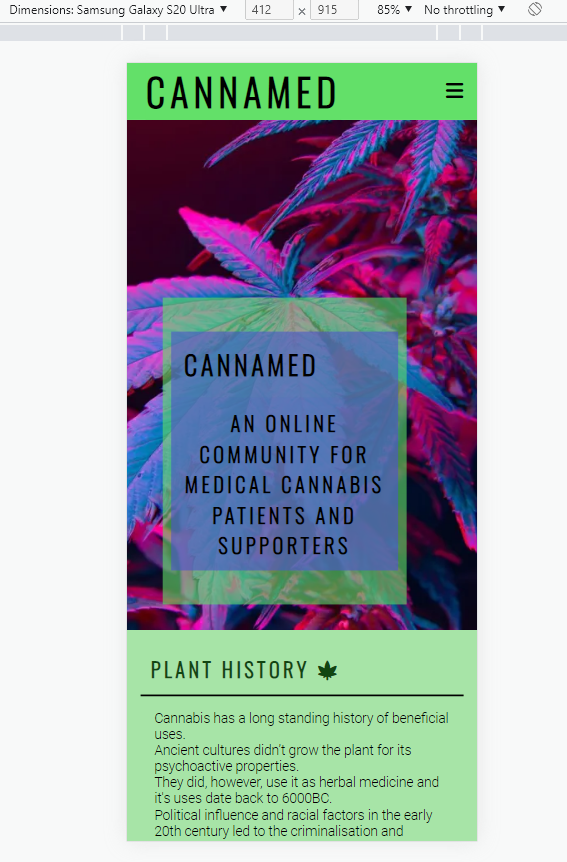 Dimensions: Samsung Galaxy S20 Ultra ▼ 412 × 915 85% ▼ No throttling ▼
CANNAMED
CANNAMED
AN ONLINE
COMMUNITY FOR
MEDICAL CANNABIS
PATIENTS AND
SUPPORTERS
PLANT HISTORY
Cannabis has a long standing history of beneficial
uses.
Ancient cultures didn't grow the plant for its
psychoactive properties.
They did, however, use it as herbal medicine and
it's uses date back to 6000BC.
Political influence and racial factors in the early
20th century led to the criminalisation and